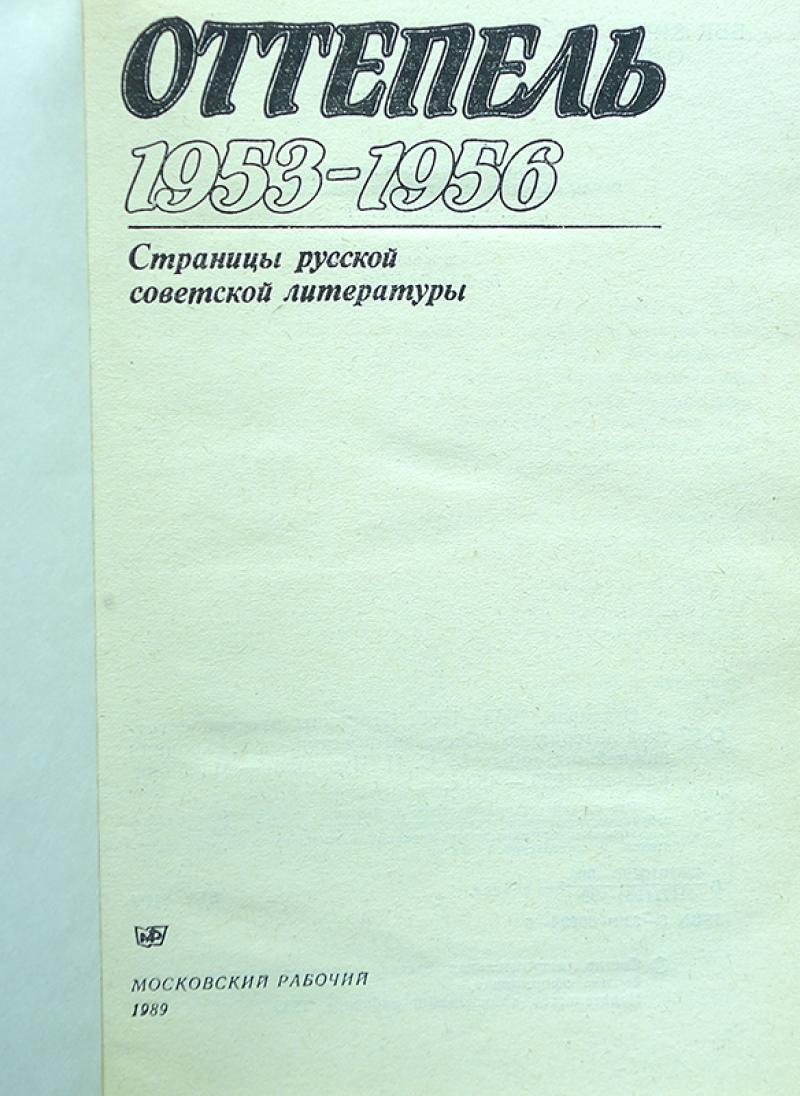 ОТТЕПЕЛЬ
1953-1956
Страницы русской
советской литературы
МР
МОСКОВСКИЙ РАБОЧИЙ
1989